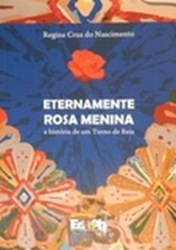 Regina Cruz do Nascimento
ETERNAMENTE
ROSA MENINA
a história de um Terno de Reis